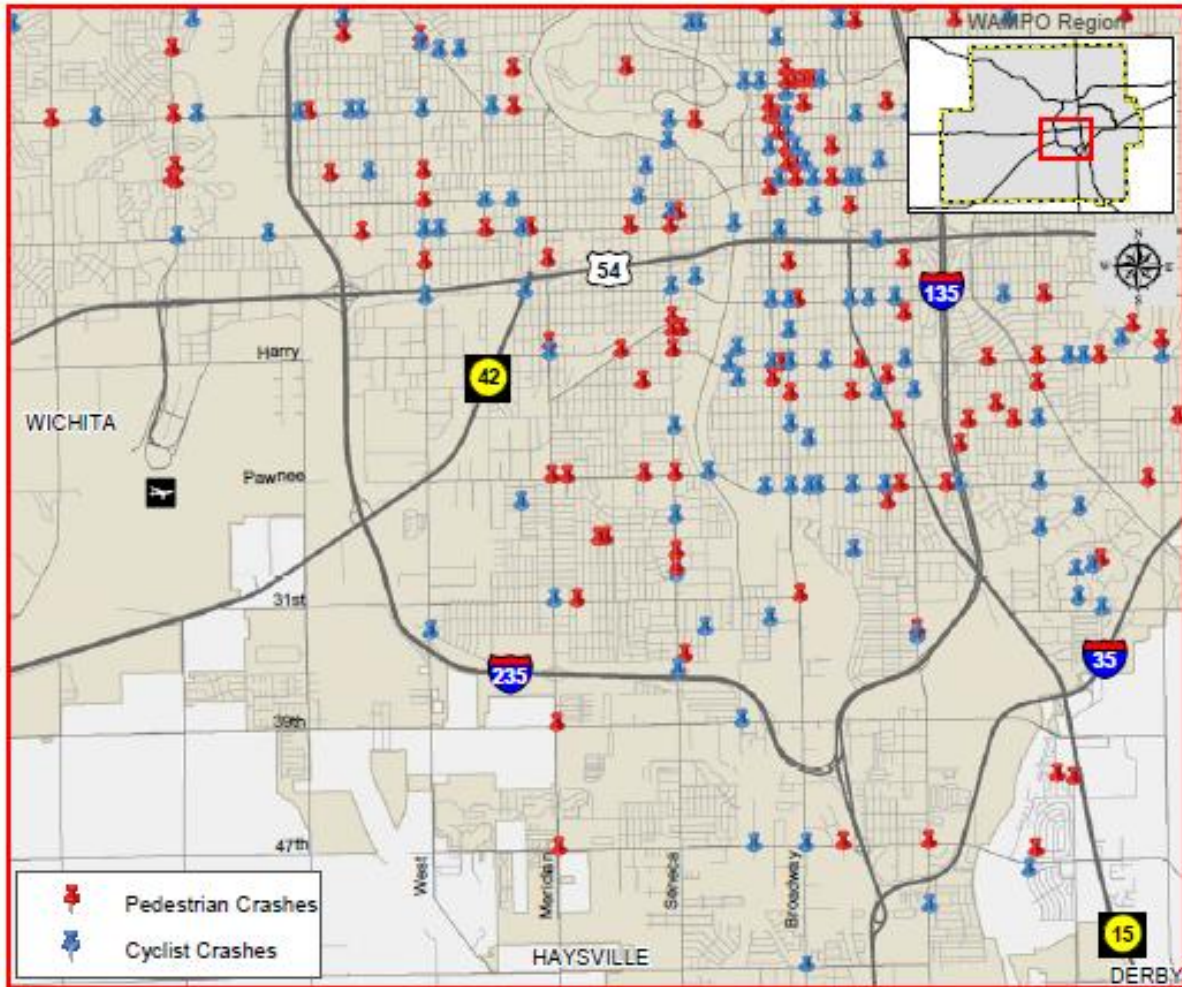 WAMPO Region
N
W
E
S
54
135
Harry
42
WICHITA
Pawnee
31st
235
35
39th
47th
West
Meridian
Seneca
Broadway
Pedestrian Crashes
Cyclist Crashes
HAYSVILLE
15
DERBY